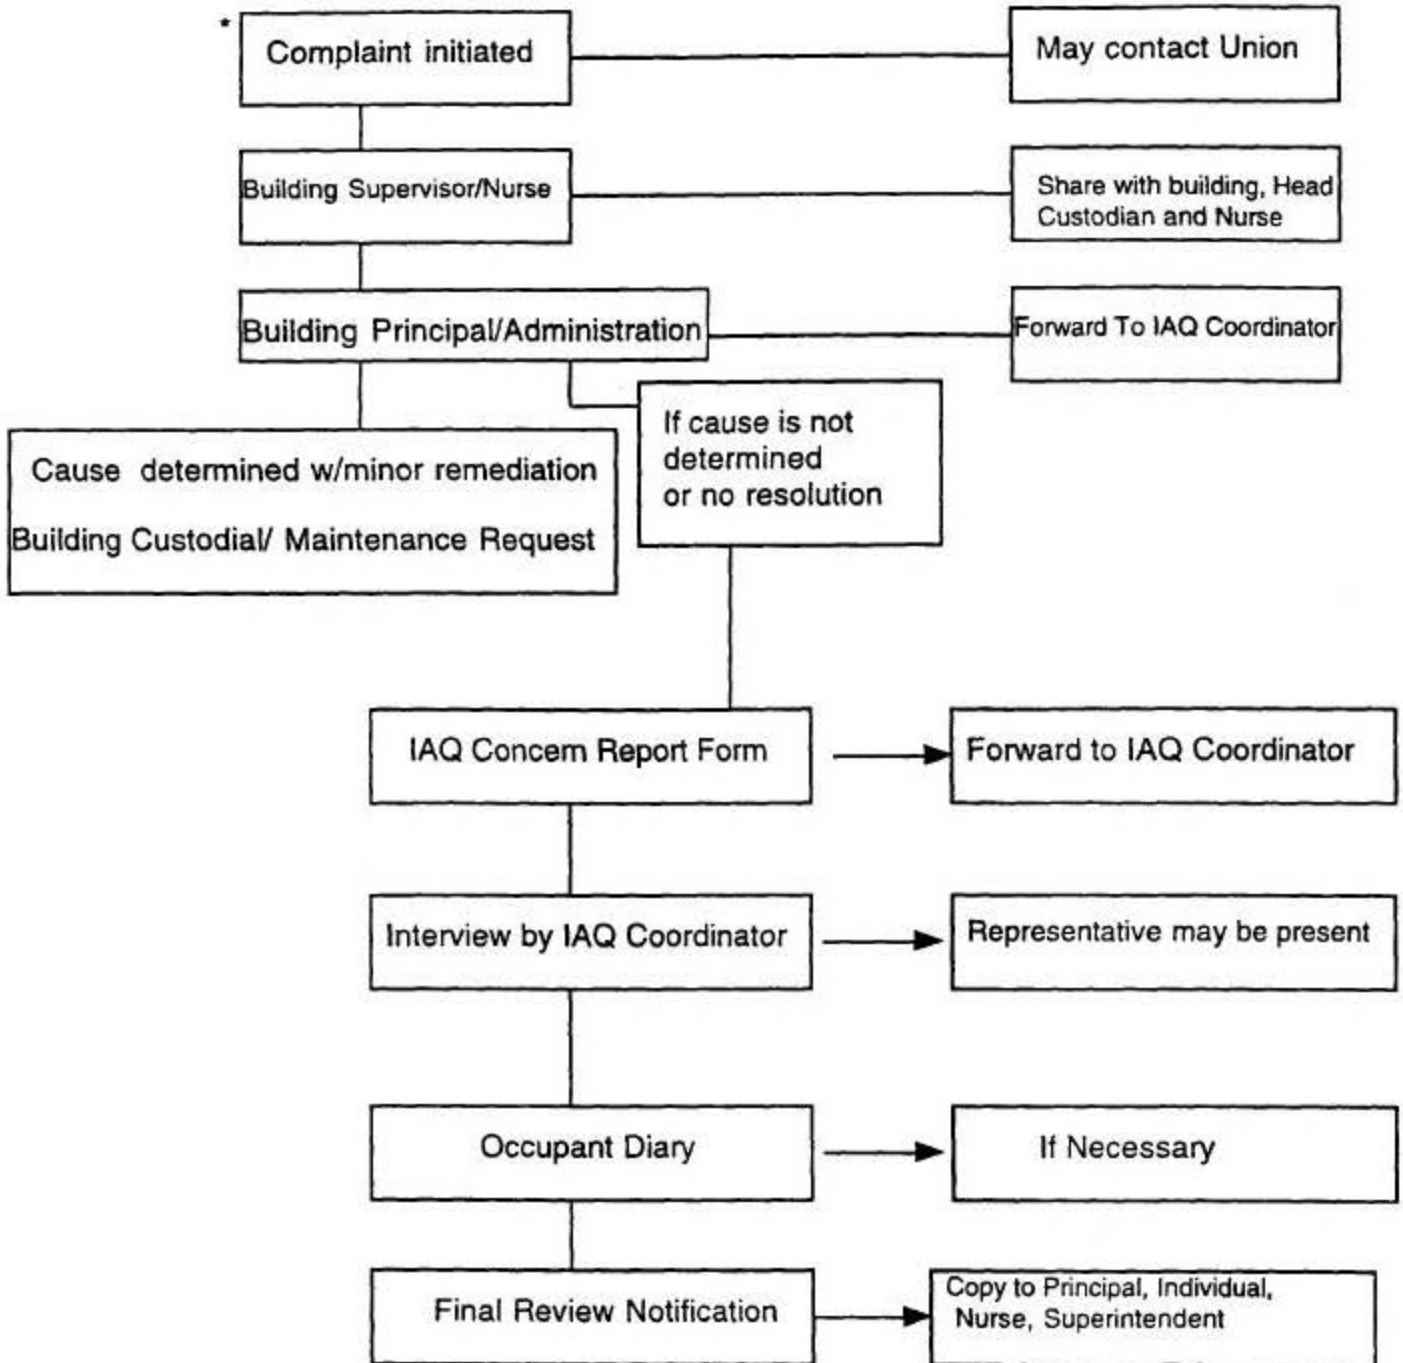 *
Complaint initiated
May contact Union
Building Supervisor/Nurse
Share with building, Head
Custodian and Nurse
Building Principal/Administration
Forward To IAQ Coordinator
If cause is not
determined
or no resolution
Cause determined w/minor remediation
Building Custodial/ Maintenance Request
IAQ Concern Report Form
Forward to IAQ Coordinator
Interview by IAQ Coordinator
Representative may be present
Occupant Diary
If Necessary
Final Review Notification
Copy to Principal, Individual,
Nurse, Superintendent